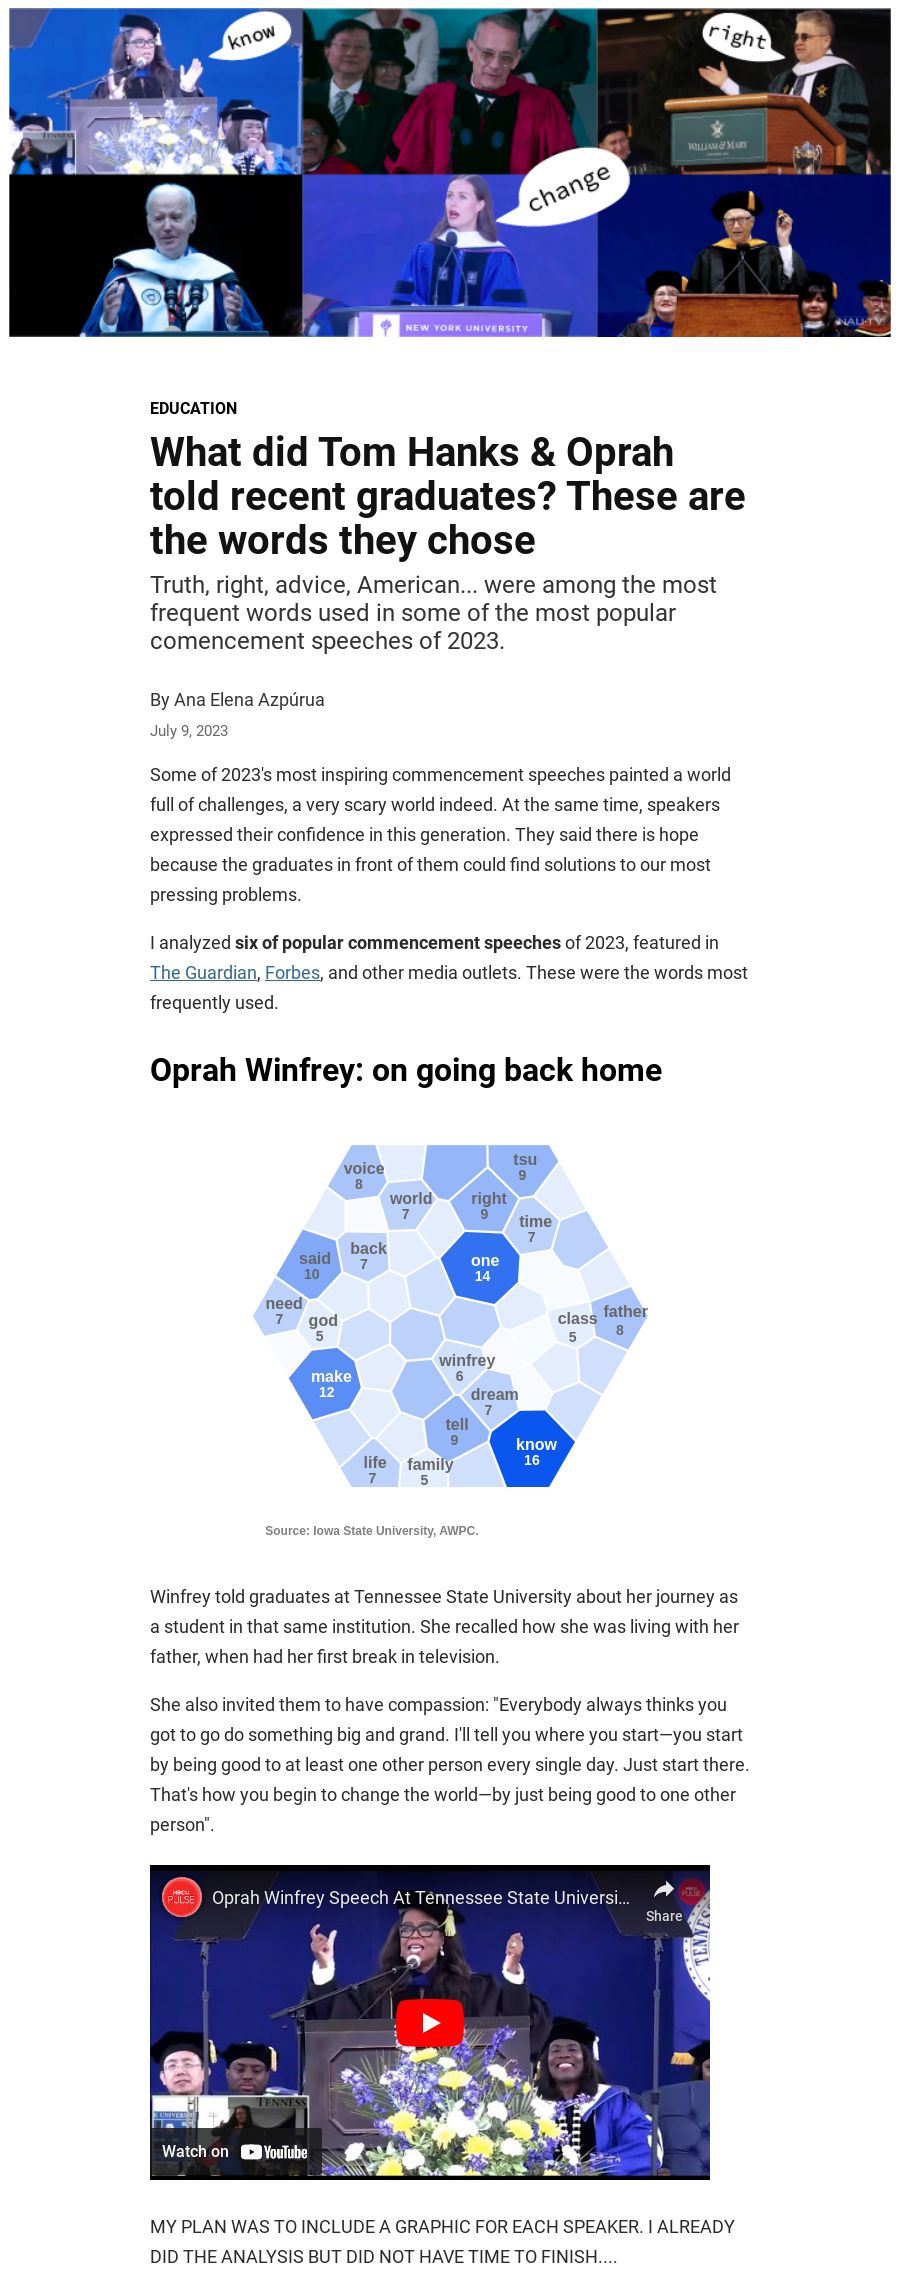 know
right
TENNESS
WILLIAM & MARY
change
NEW YORK UNIVERSITY
NAU-TV
EDUCATION
What did Tom Hanks & Oprah
told recent graduates? These are
the words they chose
Truth, right, advice, American... were among the most
frequent words used in some of the most popular
comencement speeches of 2023.
By Ana Elena Azpúrua
July 9, 2023
Some of 2023's most inspiring commencement speeches painted a world
full of challenges, a very scary world indeed. At the same time, speakers
expressed their confidence in this generation. They said there is hope
because the graduates in front of them could find solutions to our most
pressing problems.
I analyzed six of popular commencement speeches of 2023, featured in
The Guardian, Forbes, and other media outlets. These were the words most
frequently used.
Oprah Winfrey: on going back home
voice
8
tsu
9
world
7
right
9
time
7
back
7
said
10
one
14
need
7
god
5
class
5
father
8
winfrey
6
make
12
dream
7
tell
9
know
16
life
7
family
5
Source: Iowa State University, AWPC.
Winfrey told graduates at Tennessee State University about her journey as
a student in that same institution. She recalled how she was living with her
father, when had her first break in television.
She also invited them to have compassion: "Everybody always thinks you
got to go do something big and grand. I'll tell you where you start—you start
by being good to at least one other person every single day. Just start there.
That's how you begin to change the world—by just being good to one other
person".
HBCU
PULSE
Oprah Winfrey Speech At Tennessee State Universi...
Share
TENNES
TENNESS
E UNIVERS
Watch on YouTube
MY PLAN WAS TO INCLUDE A GRAPHIC FOR EACH SPEAKER. I ALREADY
DID THE ANALYSIS BUT DID NOT HAVE TIME TO FINISH....